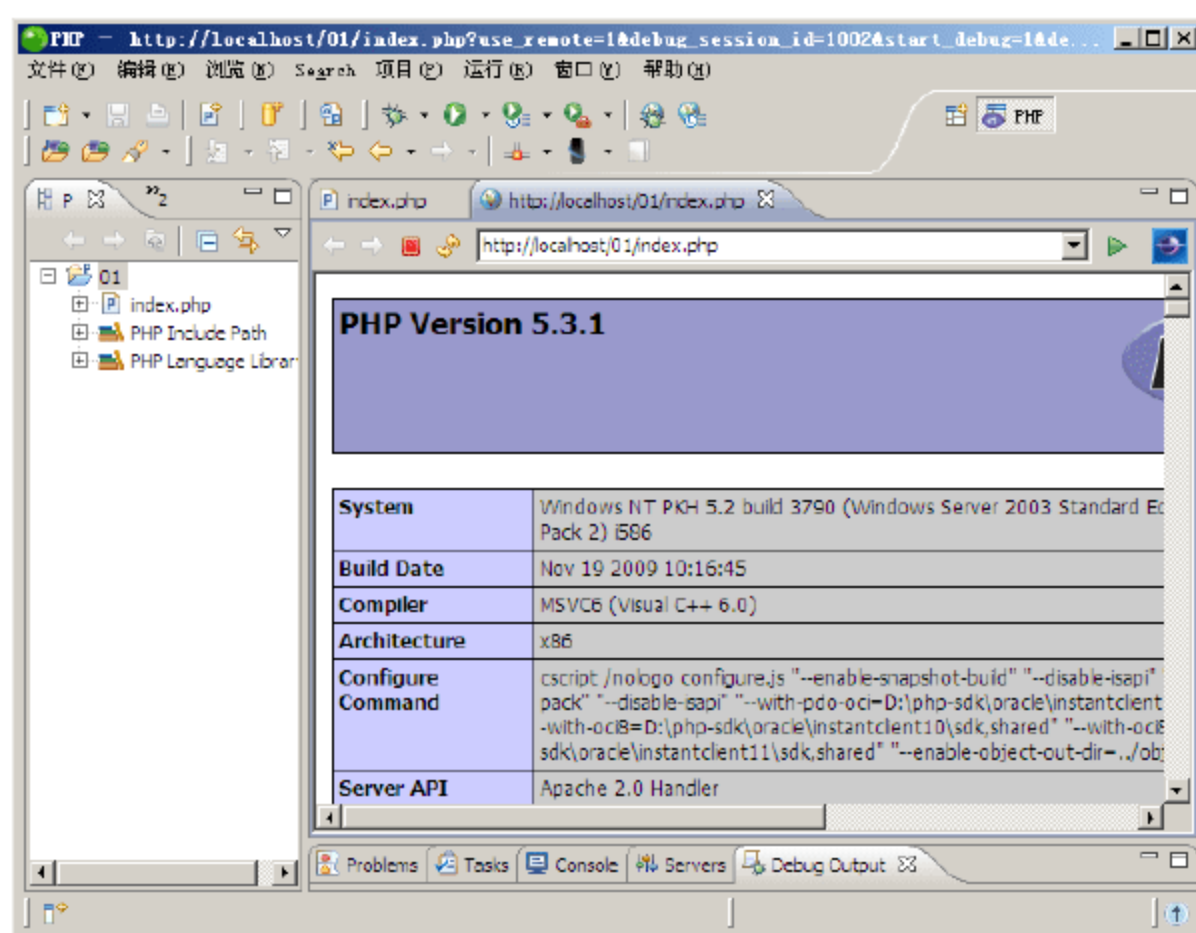 PHP - http://localhost/01/index.php?use_remote=1&debug_session_id=1002&start_debug=1&de...
文件(F) 编辑(E) 浏览(N) Search 项目(P) 运行(R) 窗口(W) 帮助(H)
PHP
P »2
index.php http://localhost/01/index.php
http://localhost/01/index.php
01
index.php
PHP Include Path
PHP Language Librar
PHP Version 5.3.1
System Windows NT PKH 5.2 build 3790 (Windows Server 2003 Standard Ed
Pack 2) i586
Build Date Nov 19 2009 10:16:45
Compiler MSVC6 (Visual C++ 6.0)
Architecture x86
Configure Command cscript /nologo configure.js "--enable-snapshot-build" "--disable-isapi"
pack" "--disable-isapi" "--with-pdo-oci=D:\php-sdk\oracle\instantclient
-with-oci8=D:\php-sdk\oracle\instantclient10\sdk,shared" "--with-oci8
sdk\oracle\instantclient11\sdk,shared" "--enable-object-out-dir=../obj
Server API Apache 2.0 Handler
Problems Tasks Console Servers Debug Output